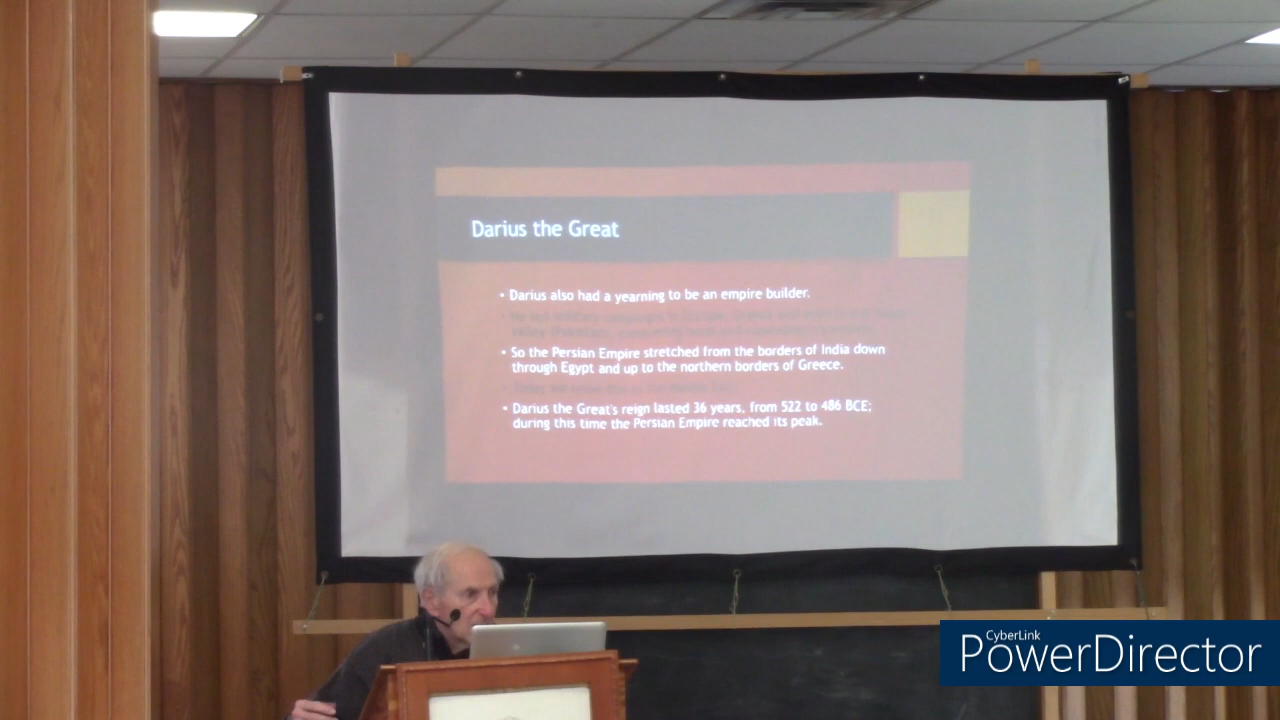 Darius the Great
• Darius also had a yearning to be an empire builder.
• So the Persian Empire stretched from the borders of India down
through Egypt and up to the northern borders of Greece.
• Darius the Great's reign lasted 36 years, from 522 to 486 BCE;
during this time the Persian Empire reached its peak.
CyberLink
PowerDirector